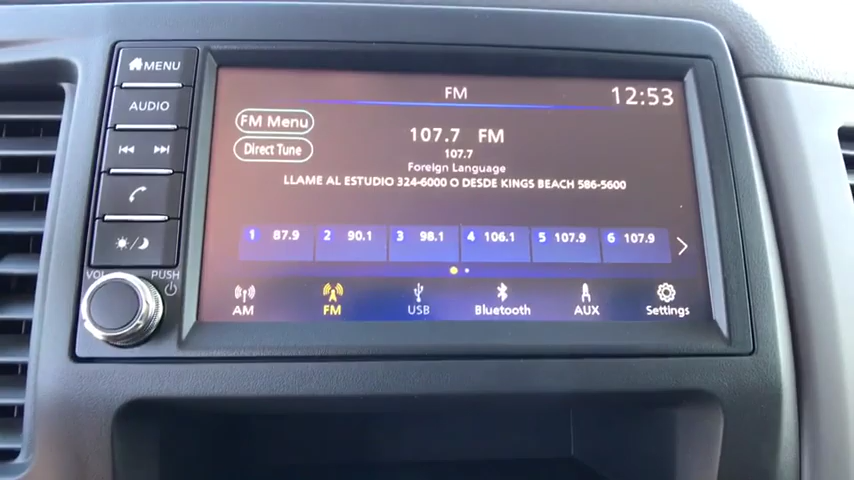 MENU
AUDIO
VOL
PUSH
FM
12:53
FM Menu
Direct Tune
107.7 FM
107.7
Foreign Language
LLAME AL ESTUDIO 324-6000 O DESDE KINGS BEACH 586-5600
1 87.9
2 90.1
3 98.1
4 106.1
5 107.9
6 107.9
AM
FM
USB
Bluetooth
AUX
Settings